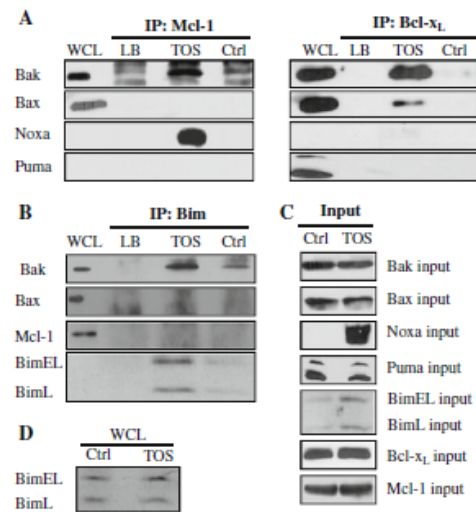 A
IP: Mcl-1
IP: Bcl-xL
WCL LB TOS Ctrl
WCL LB TOS Ctrl
Bak
Bax
Noxa
Puma
B
IP: Bim
WCL LB TOS Ctrl
Bak
Bax
Mcl-1
BimEL
BimL
C
Input
Ctrl TOS
Bak input
Bax input
Noxa input
Puma input
BimEL input
BimL input
Bcl-xL input
Mcl-1 input
D
WCL
Ctrl TOS
BimEL
BimL